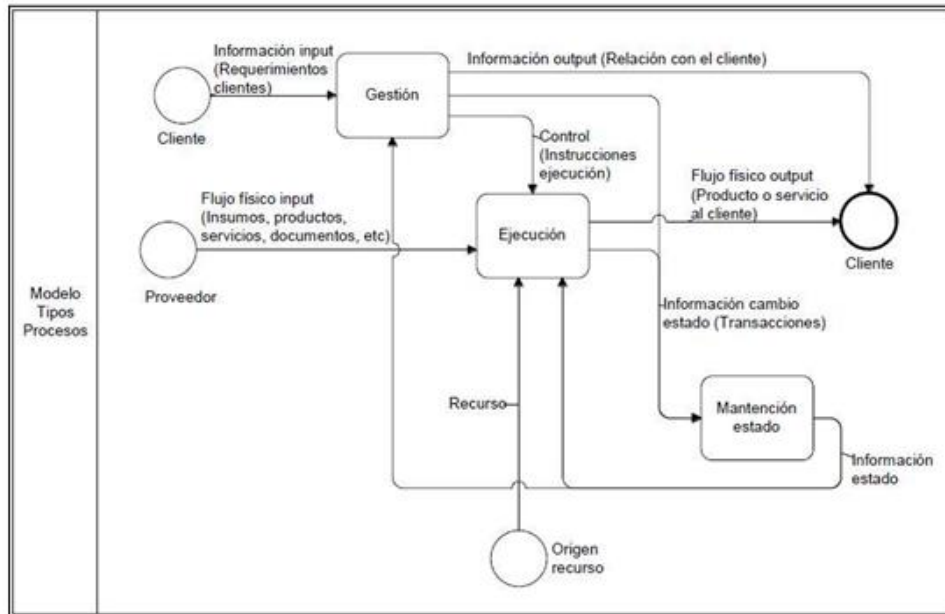 Modelo
Tipos
Procesos
Información input
(Requerimientos
clientes)
Cliente
Gestión
Información output (Relación con el cliente)
Control
(Instrucciones
ejecución)
Flujo físico input
(Insumos, productos,
servicios, documentos, etc)
Proveedor
Ejecución
Flujo físico output
(Producto o servicio
al cliente)
Cliente
Información cambio
estado (Transacciones)
Recurso
Mantención
estado
Información
estado
Origen
recurso